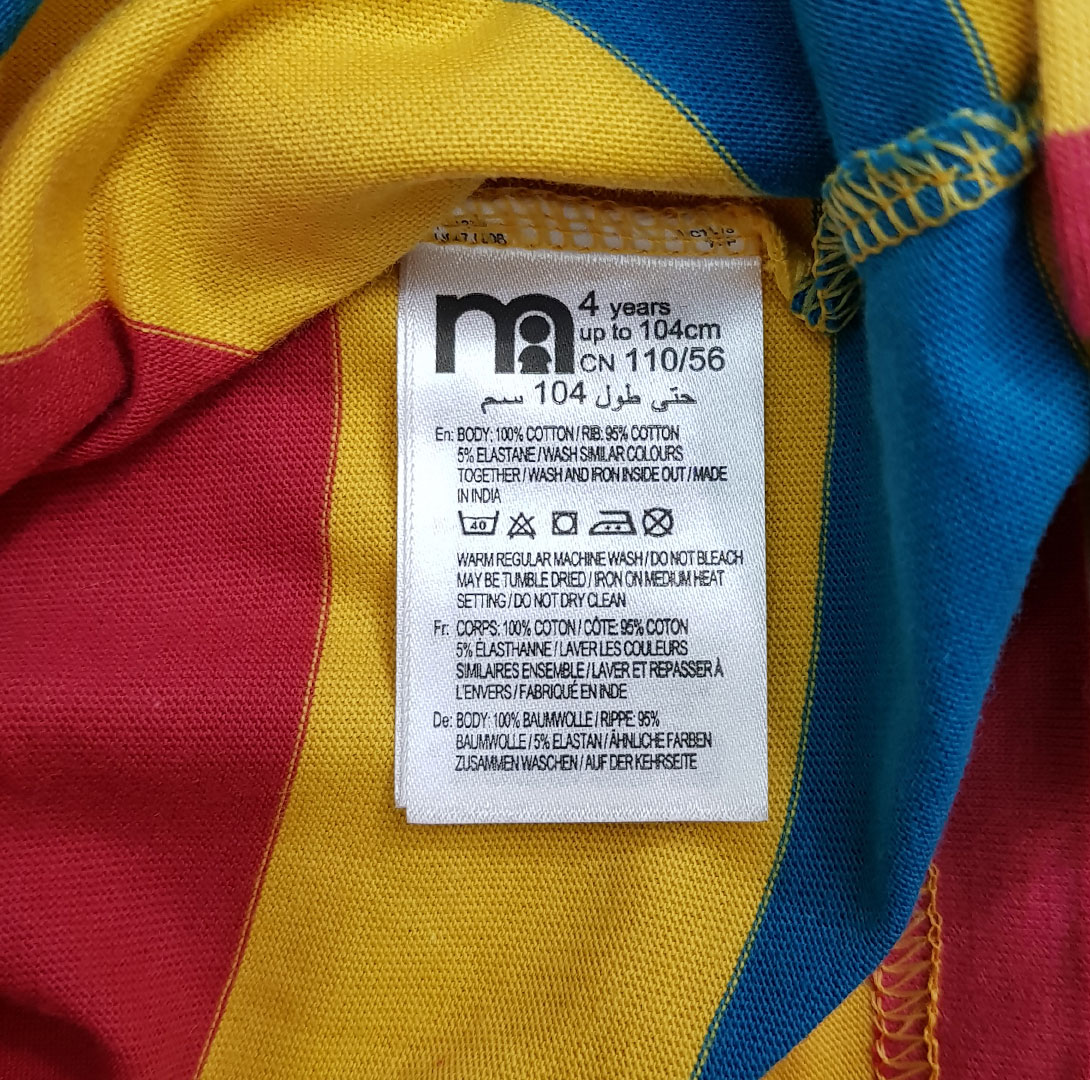 m
4 years
up to 104cm
CN 110/56
حتى طول 104 سم
En: BODY: 100% COTTON / RIB: 95% COTTON
5% ELASTANE / WASH SIMILAR COLOURS
TOGETHER / WASH AND IRON INSIDE OUT / MADE
IN INDIA
40
WARM REGULAR MACHINE WASH / DO NOT BLEACH
MAY BE TUMBLE DRIED / IRON ON MEDIUM HEAT
SETTING / DO NOT DRY CLEAN
Fr: CORPS: 100% COTON / CÔTE: 95% COTON
5% ÉLASTHANNE / LAVER LES COULEURS
SIMILAIRES ENSEMBLE / LAVER ET REPASSER À
L'ENVERS / FABRIQUÉ EN INDE
De: BODY: 100% BAUMWOLLE / RIPPE: 95%
BAUMWOLLE / 5% ELASTAN / ÄHNLICHE FARBEN
ZUSAMMEN WASCHEN / AUF DER KEHRSEITE